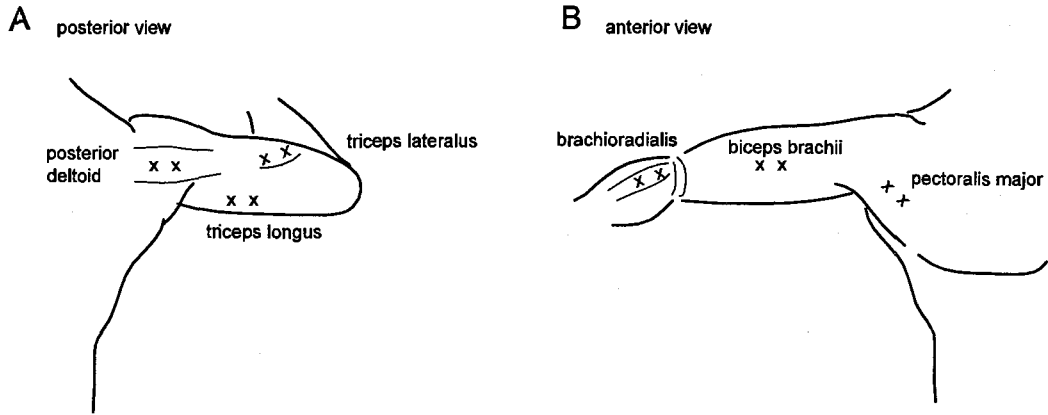 A posterior view
posterior
deltoid
x x
x x
triceps lateralus
x x
triceps longus
B anterior view
brachioradialis
x x
biceps brachii
x x
pectoralis major
+ +